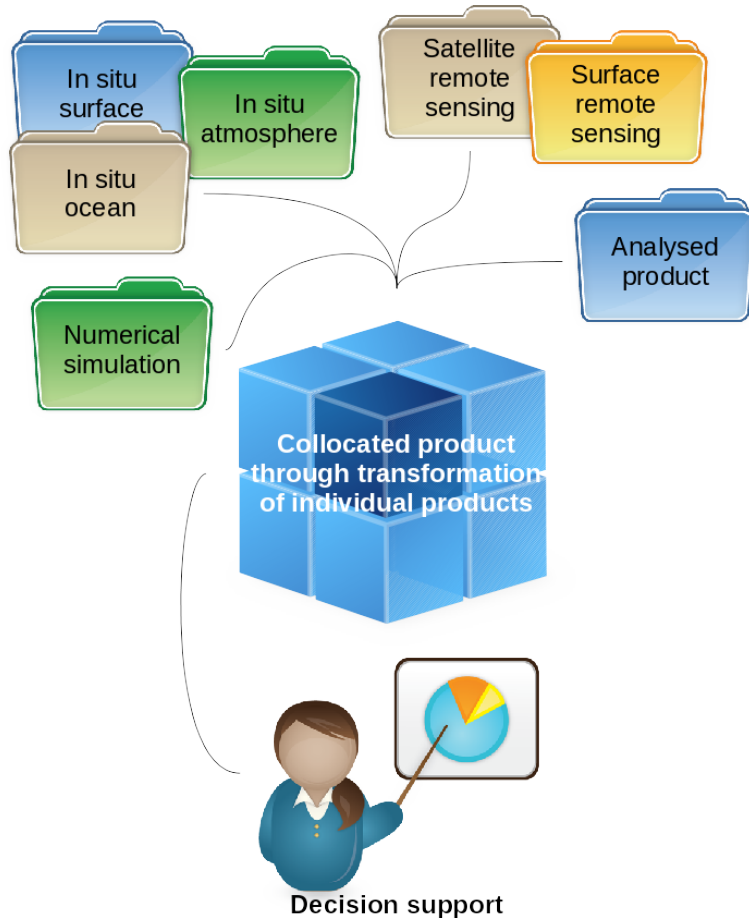 In situ
surface
In situ
atmosphere
In situ
ocean
Satellite
remote
sensing
Surface
remote
sensing
Analysed
product
Numerical
simulation
Collocated product
through transformation
of individual products
Decision support